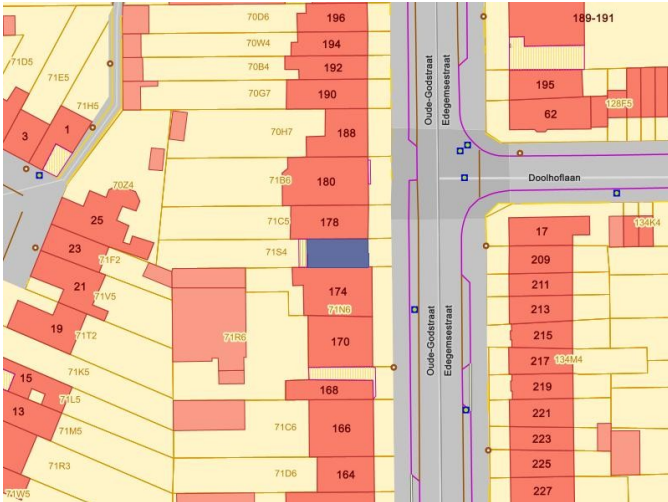 70D6
196
189-191
70W4
194
71D5
70B4
192
71E5
195
70G7
190
128E5
71H5
62
3
1
70H7
188
Oude-Godstraat
Edegemsestraat
71B6
180
Doolhoflaan
70Z4
25
71C5
178
134K4
17
23
71F2
71S4
209
21
71V5
174
211
71N6
213
19
71T2
71R6
215
170
Oude-Godstraat
Edegemsestraat
217
134M4
71K5
15
168
219
71L5
13
71M5
71C6
166
221
223
71R3
71D6
164
225
71W5
227